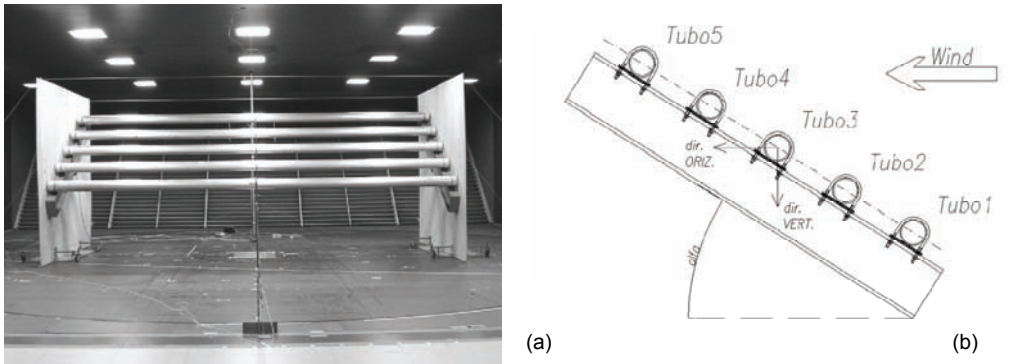 Tubo5
Wind
Tubo4
Tubo3
dir.
ORIZ.
Tubo2
dir.
VERT.
Tubo1
alfa
(a)
(b)